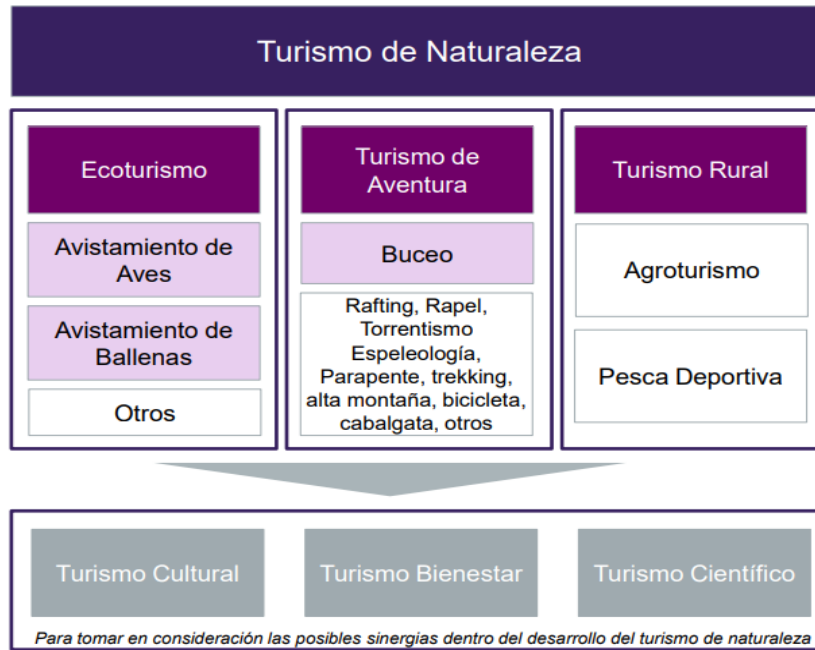 Turismo de Naturaleza
Ecoturismo
Avistamiento de
Aves
Avistamiento de
Ballenas
Otros
Turismo de
Aventura
Buceo
Rafting, Rapel,
Torrentismo
Espeleología,
Parapente, trekking,
alta montaña, bicicleta,
cabalgata, otros
Turismo Rural
Agroturismo
Pesca Deportiva
Turismo Cultural
Turismo Bienestar
Turismo Científico
Para tomar en consideración las posibles sinergias dentro del desarrollo del turismo de naturaleza